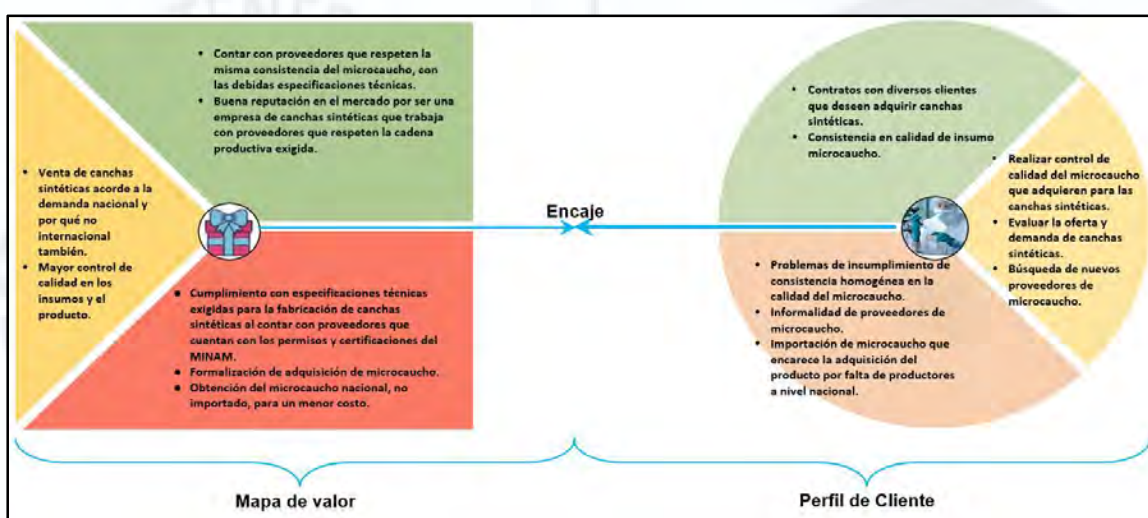 • Contar con proveedores que respeten la
misma consistencia del microcaucho, con
las debidas especificaciones técnicas.
• Buena reputación en el mercado por ser una
empresa de canchas sintéticas que trabaja
con proveedores que respeten la cadena
productiva exigida.
• Venta de canchas
sintéticas acorde a la
demanda nacional y
por qué no
internacional
también.
• Mayor control de
calidad en los
insumos y el
producto.
● Cumplimiento con especificaciones técnicas
exigidas para la fabricación de canchas
sintéticas al contar con proveedores que
cuentan con los permisos y certificaciones del
MINAM.
● Formalización de adquisición de microcaucho.
● Obtención del microcaucho nacional, no
importado, para un menor costo.
Encaje
• Contratos con diversos clientes
que deseen adquirir canchas
sintéticas.
• Consistencia en calidad de insumo
microcaucho.
• Realizar control de
calidad del microcaucho
que adquieren para las
canchas sintéticas.
• Evaluar la oferta y
demanda de canchas
sintéticas.
• Búsqueda de nuevos
proveedores de
microcaucho.
• Problemas de incumplimiento de
consistencia homogénea en la
calidad del microcaucho.
• Informalidad de proveedores de
microcaucho.
• Importación de microcaucho que
encarece la adquisición del
producto por falta de productores
a nivel nacional.
Mapa de valor
Perfil de Cliente